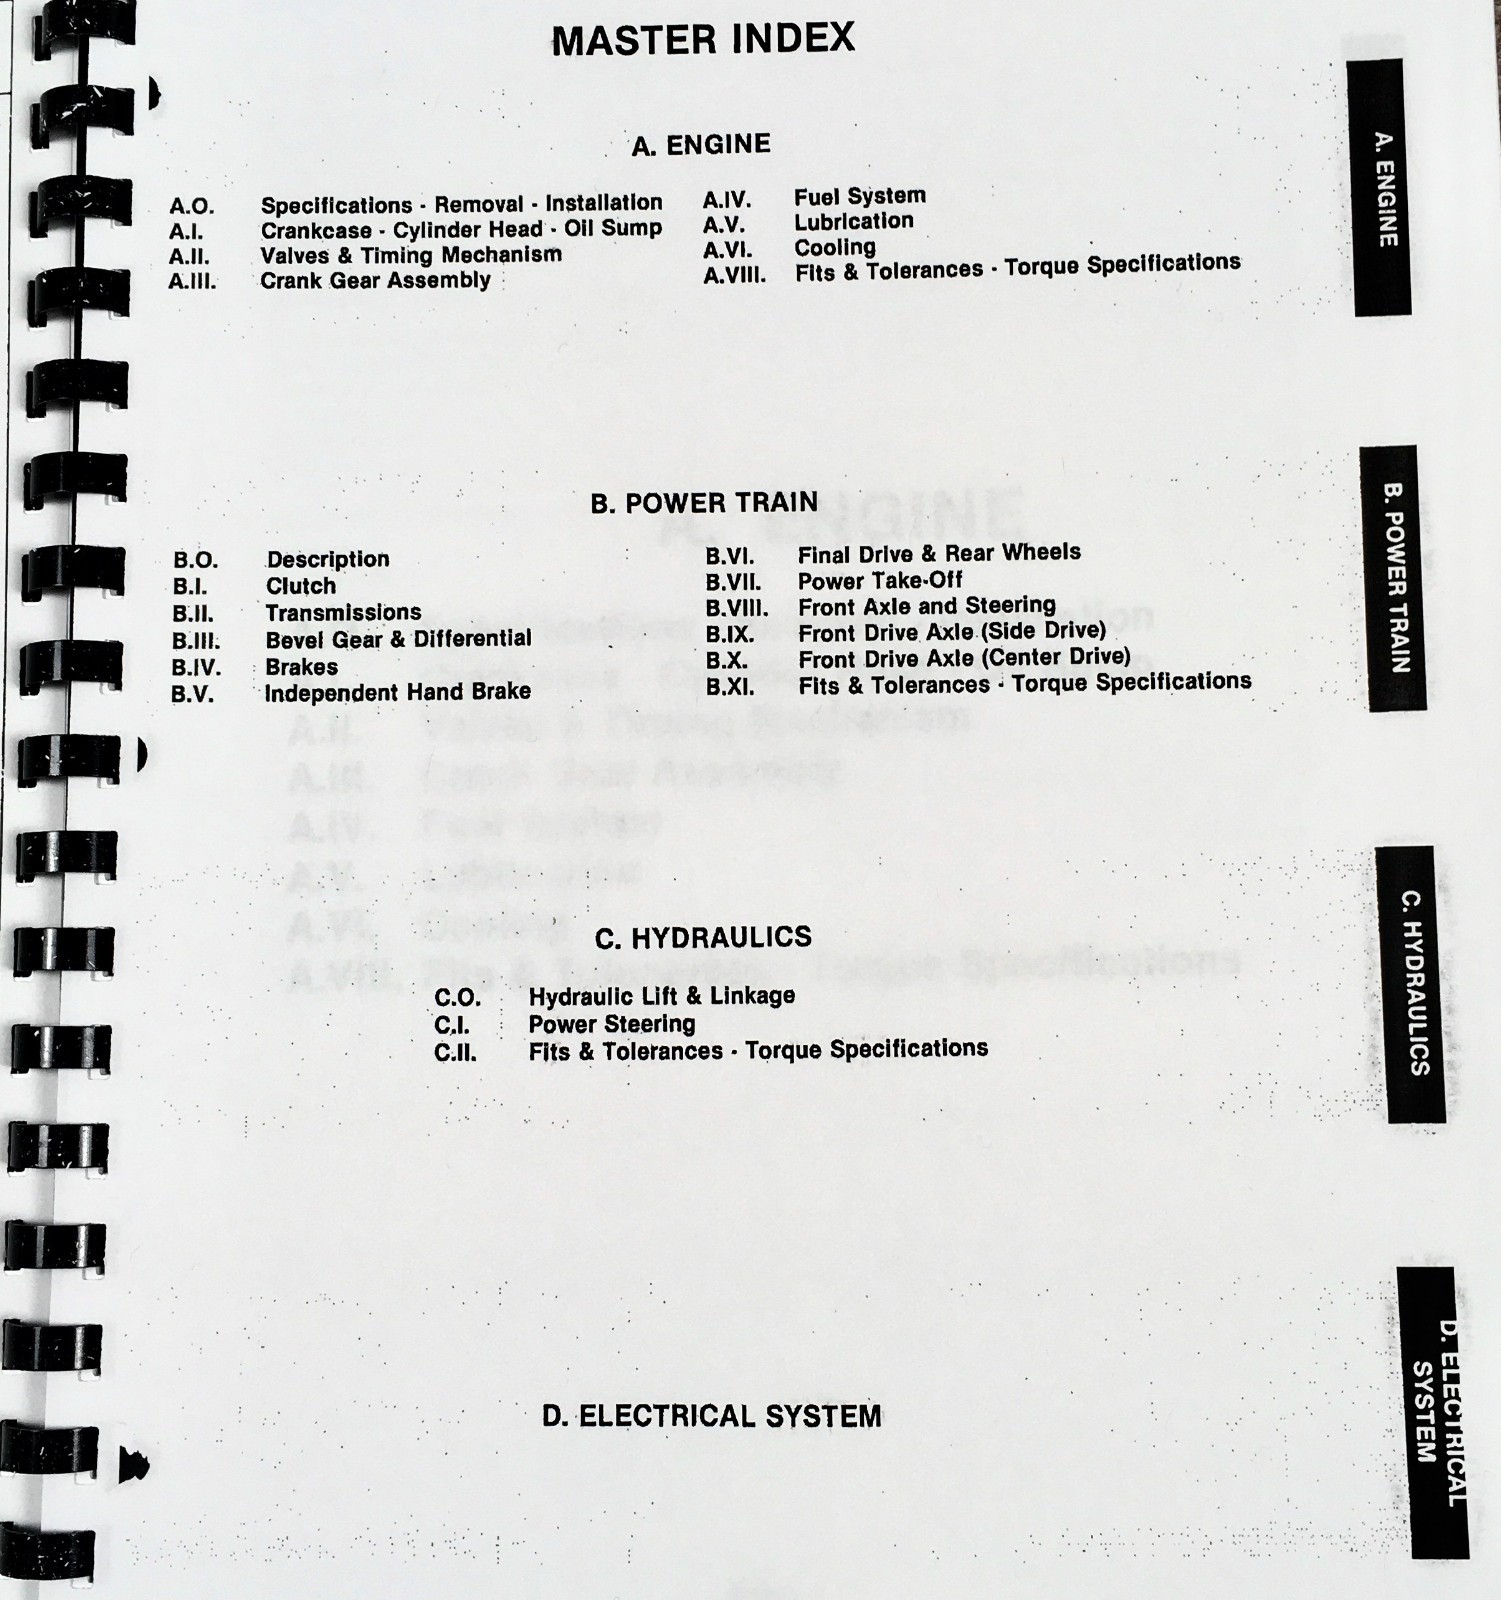 MASTER INDEX
A. ENGINE
A.O. Specifications - Removal - Installation
A.I. Crankcase - Cylinder Head - Oil Sump
A.II. Valves & Timing Mechanism
A.III. Crank Gear Assembly
A.IV. Fuel System
A.V. Lubrication
A.VI. Cooling
A.VIII. Fits & Tolerances - Torque Specifications
B. POWER TRAIN
B.O. Description
B.I. Clutch
B.II. Transmissions
B.III. Bevel Gear & Differential
B.IV. Brakes
B.V. Independent Hand Brake
B.VI. Final Drive & Rear Wheels
B.VII. Power Take-Off
B.VIII. Front Axle and Steering
B.IX. Front Drive Axle (Side Drive)
B.X. Front Drive Axle (Center Drive)
B.XI. Fits & Tolerances - Torque Specifications
C. HYDRAULICS
C.O. Hydraulic Lift & Linkage
C.I. Power Steering
C.II. Fits & Tolerances - Torque Specifications
D. ELECTRICAL SYSTEM
A. ENGINE
B. POWER TRAIN
C. HYDRAULICS
D. ELECTRICAL
SYSTEM